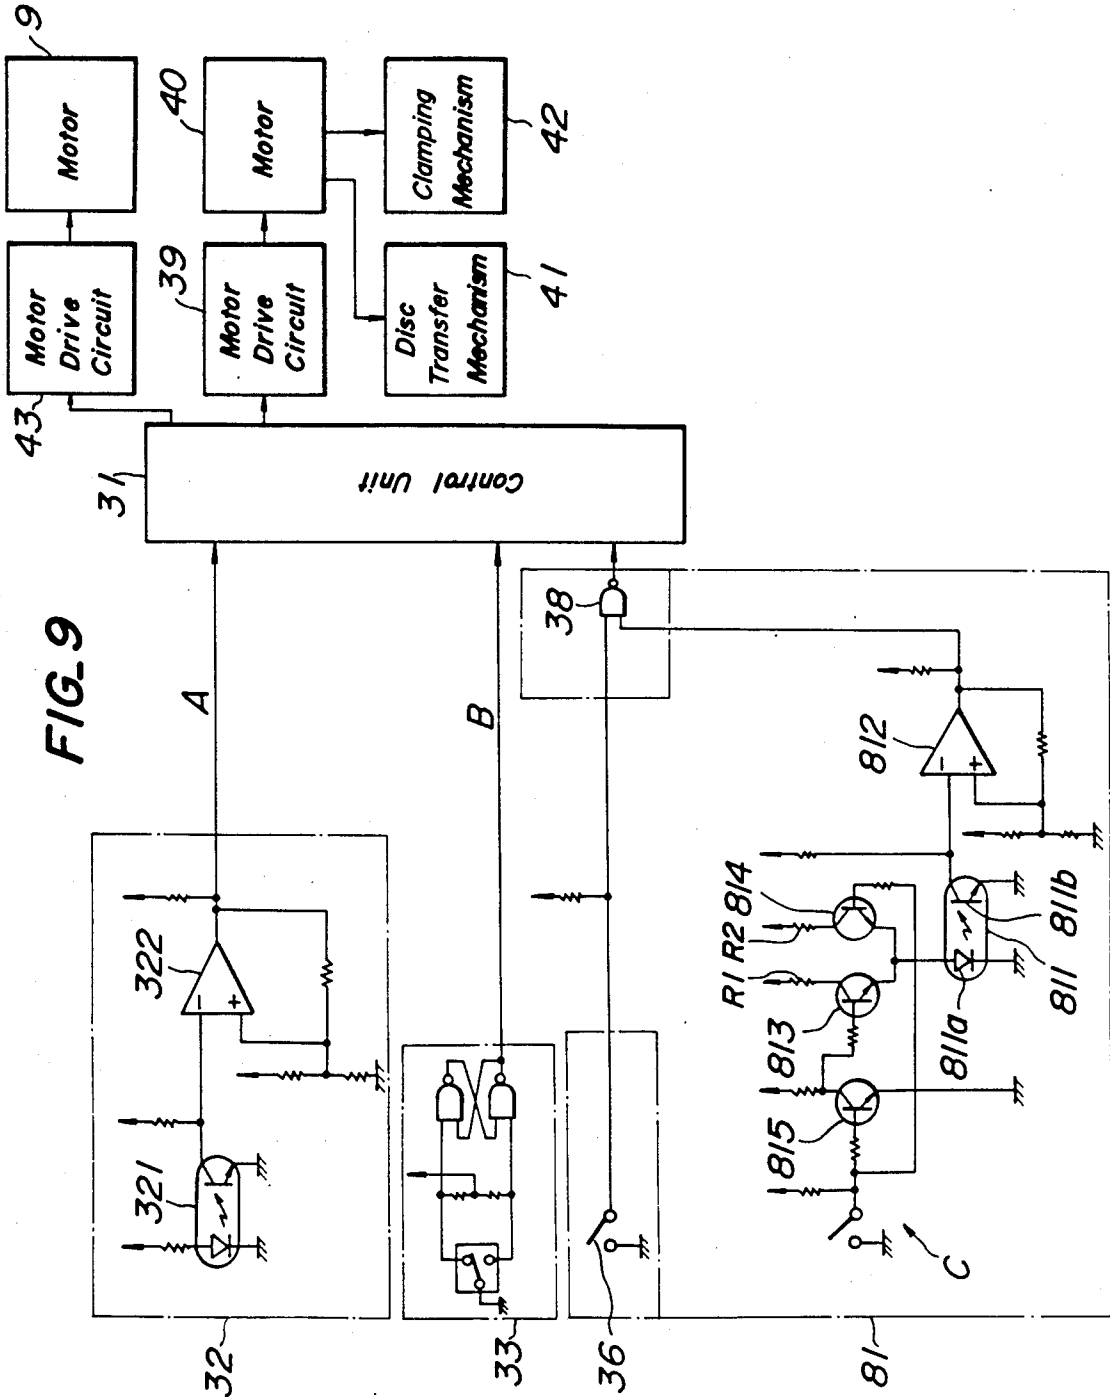 FIG_9
9
Motor
43
Motor
Drive
Circuit
40
Motor
39
Motor
Drive
Circuit
Clamping
Mechanism
42
Disc
Transfer
Mechanism
41
31
Control Unit
A
B
38
32
321
322
-
+
33
36
812
-
+
R1
R2
814
813
815
811a
811
811b
C
81